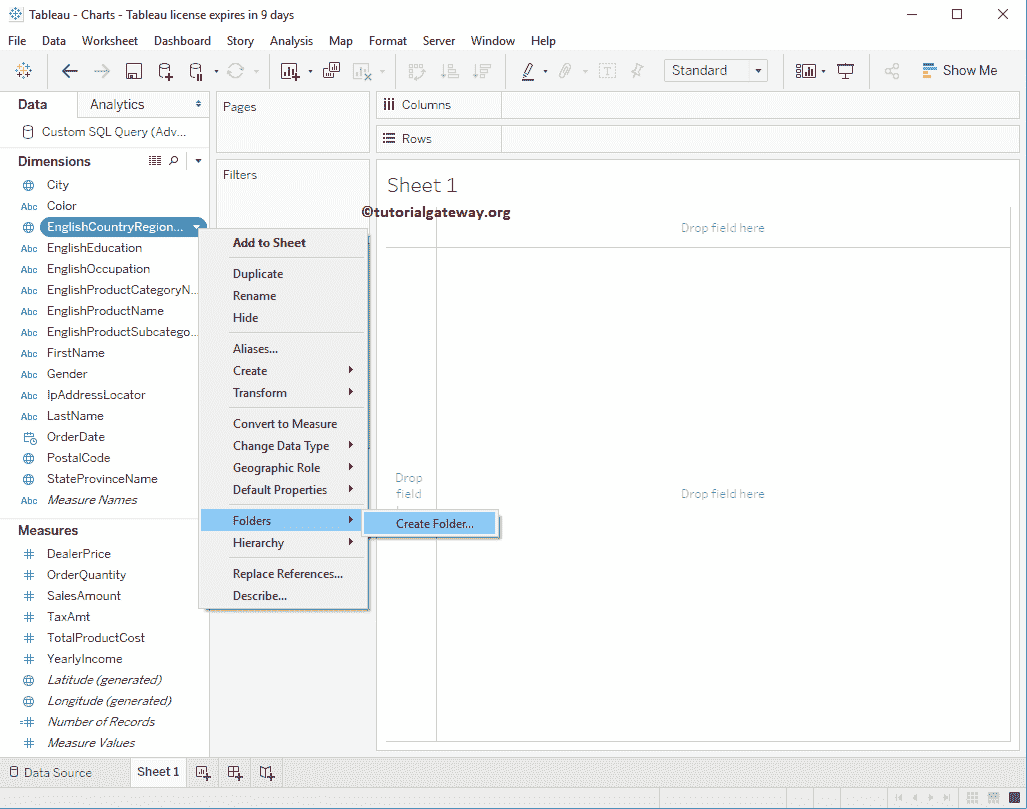 Tableau - Charts - Tableau license expires in 9 days
File Data Worksheet Dashboard Story Analysis Map Format Server Window Help
Standard Show Me
Data Analytics
Custom SQL Query (Adv...
Dimensions
City
Abc Color
EnglishCountryRegion...
Abc EnglishEducation
Abc EnglishOccupation
Abc EnglishProductCategoryN...
Abc EnglishProductName
Abc EnglishProductSubcatego...
Abc FirstName
Abc Gender
Abc IpAddressLocator
Abc LastName
OrderDate
PostalCode
StateProvinceName
Abc Measure Names
Measures
# DealerPrice
# OrderQuantity
# SalesAmount
# TaxAmt
# TotalProductCost
# YearlyIncome
Latitude (generated)
Longitude (generated)
=# Number of Records
# Measure Values
Pages
Filters
Columns
Rows
Sheet 1
©tutorialgateway.org
Drop field here
Drop
field
Drop field here
Add to Sheet
Duplicate
Rename
Hide
Aliases...
Create
Transform
Convert to Measure
Change Data Type
Geographic Role
Default Properties
Folders
Create Folder...
Hierarchy
Replace References...
Describe...
Data Source Sheet 1